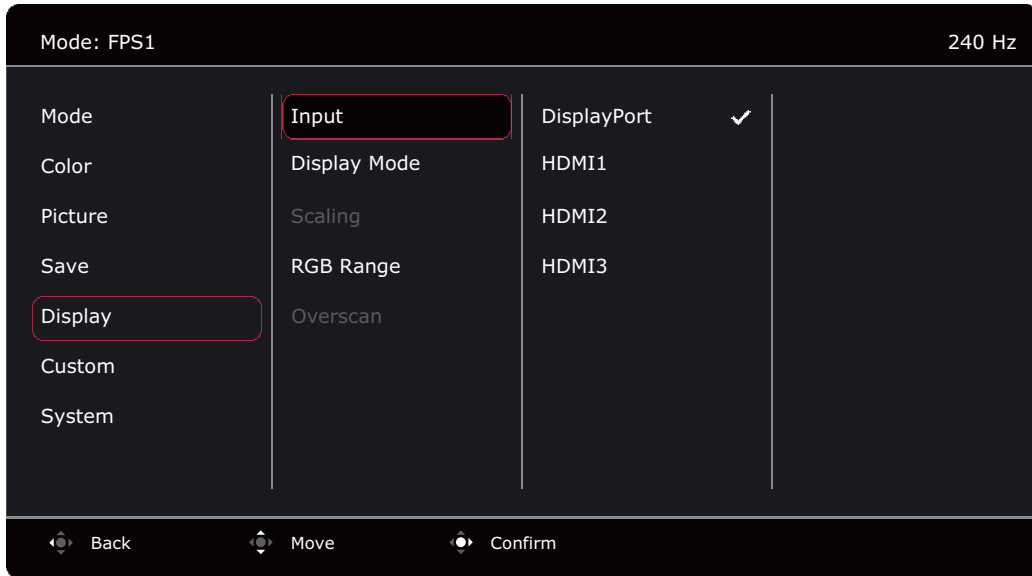 Mode: FPS1
240 Hz
Mode
Color
Picture
Save
Display
Custom
System
Input
Display Mode
Scaling
RGB Range
Overscan
DisplayPort
HDMI1
HDMI2
HDMI3
Back
Move
Confirm